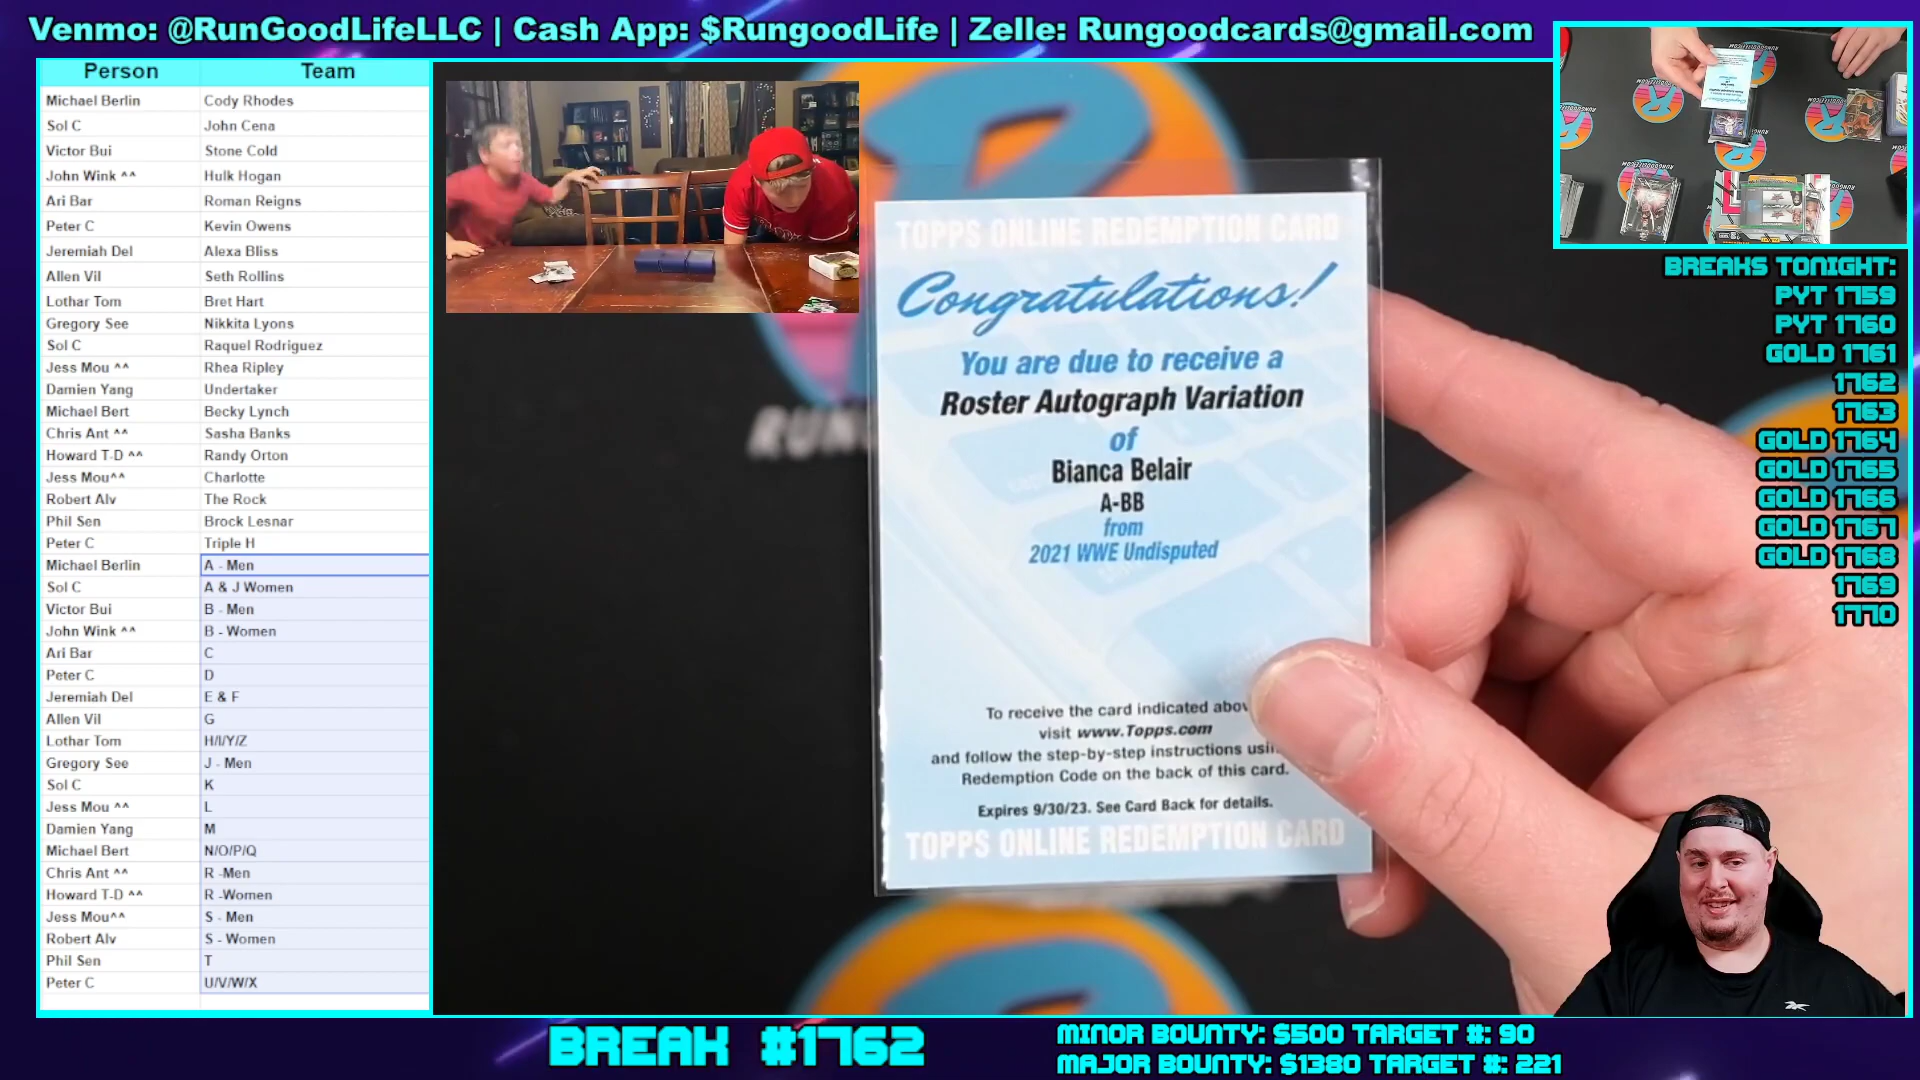 Venmo: @RunGoodLifeLLC | Cash App: $RungoodLife | Zelle: Rungoodcards@gmail.com
Person Team
Michael Berlin Cody Rhodes
Sol C John Cena
Victor Bui Stone Cold
John Wink ^^ Hulk Hogan
Ari Bar Roman Reigns
Peter C Kevin Owens
Jeremiah Del Alexa Bliss
Allen Vil Seth Rollins
Lothar Tom Bret Hart
Gregory See Nikkita Lyons
Sol C Raquel Rodriguez
Jess Mou ^^ Rhea Ripley
Damien Yang Undertaker
Michael Bert Becky Lynch
Chris Ant ^^ Sasha Banks
Howard T-D ^^ Randy Orton
Jess Mou^^ Charlotte
Robert Alv The Rock
Phil Sen Brock Lesnar
Peter C Triple H
Michael Berlin A - Men
Sol C A & J Women
Victor Bui B - Men
John Wink ^^ B - Women
Ari Bar C
Peter C D
Jeremiah Del E & F
Allen Vil G
Lothar Tom H/I/Y/Z
Gregory See J - Men
Sol C K
Jess Mou ^^ L
Damien Yang M
Michael Bert N/O/P/Q
Chris Ant ^^ R -Men
Howard T-D ^^ R -Women
Jess Mou^^ S - Men
Robert Alv S - Women
Phil Sen T
Peter C U/V/W/X
TOPPS ONLINE REDEMPTION CARD
Congratulations!
You are due to receive a
Roster Autograph Variation
of
Bianca Belair
A-BB
from
2021 WWE Undisputed
To receive the card indicated
visit www.Topps.com
and follow the step-by-step instructions
Redemption Code on the back of this card.
Expires 9/30/23. See Card Back for details.
TOPPS ONLINE REDEMPTION CARD
BREAKS TONIGHT:
PYT 1759
PYT 1760
GOLD 1761
1762
1763
GOLD 1764
GOLD 1765
GOLD 1766
GOLD 1767
GOLD 1768
1769
1770
BREAK #1762
MINOR BOUNTY: $500 TARGET #: 90
MAJOR BOUNTY: $1380 TARGET #: 221